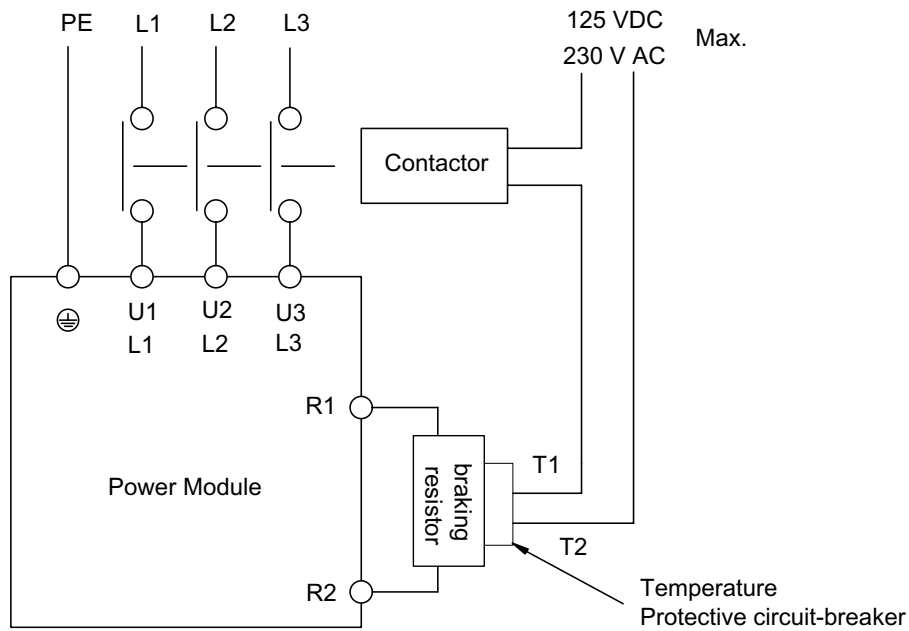 PE L1 L2 L3
125 VDC
230 V AC
Max.
Contactor
U1 U2 U3
L1 L2 L3
R1
Power Module
braking
resistor
T1
T2
R2
Temperature
Protective circuit-breaker